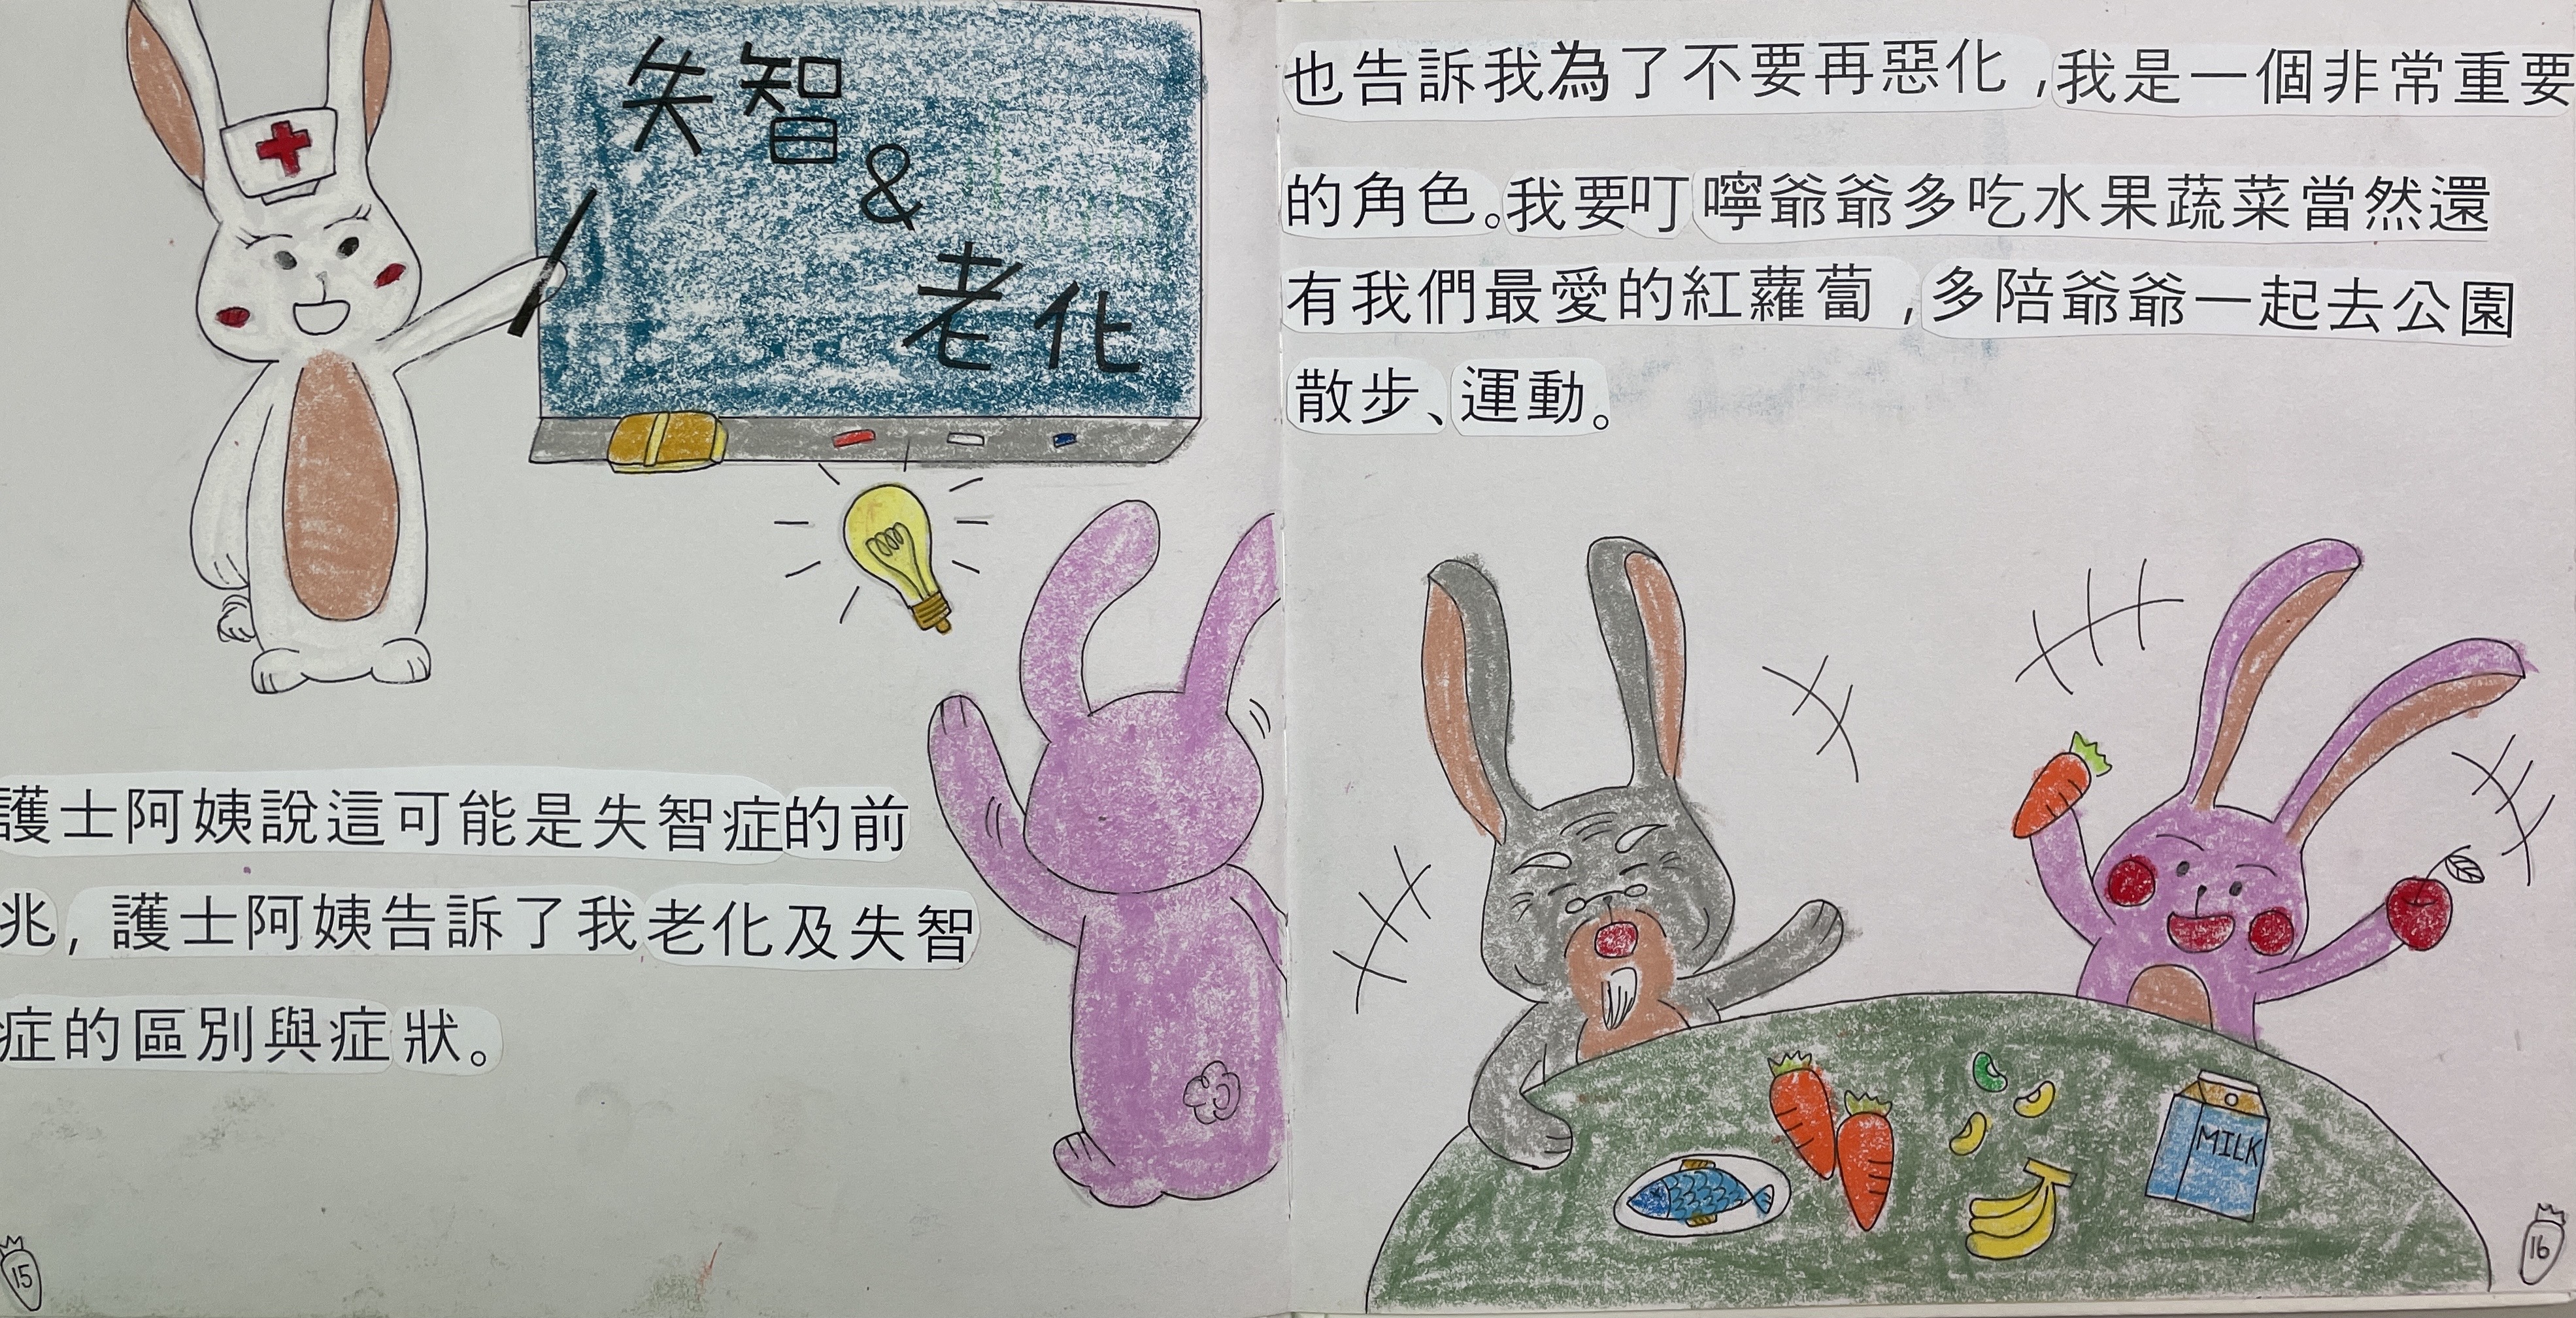 失智
&
老化
護士阿姨說這可能是失智症的前
兆，護士阿姨告訴了我老化及失智
症的區別與症狀。
15
也告訴我為了不要再惡化，我是一個非常重要
的角色。我要叮嚀爺爺多吃水果蔬菜當然還
有我們最愛的紅蘿蔔，多陪爺爺一起去公園
散步、運動。
MILK
16